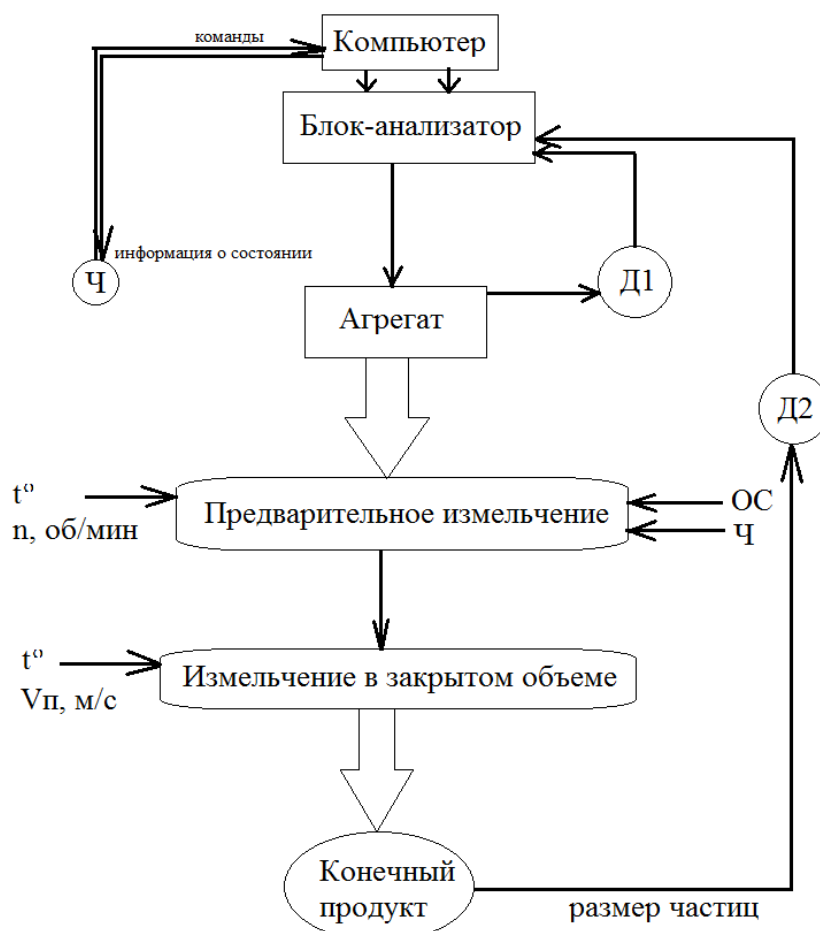 команды
Компьютер
Блок-анализатор
информация о состоянии
Ч
Д1
Агрегат
Д2
t°
n, об/мин
Предварительное измельчение
ОС
Ч
t°
Vп, м/с
Измельчение в закрытом объеме
Конечный
продукт
размер частиц